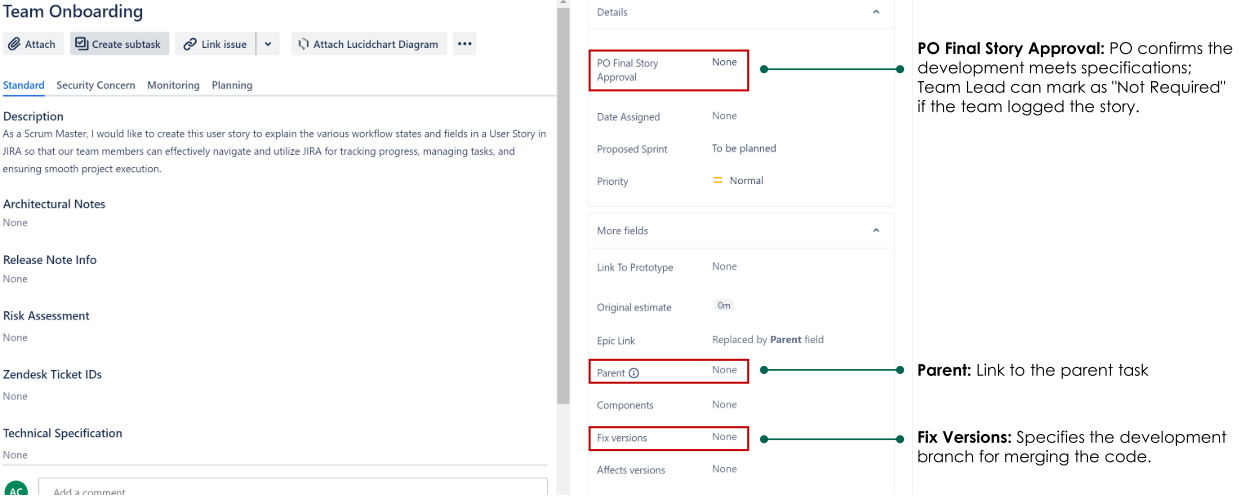 Team Onboarding
Attach
Create subtask
Link issue
Attach Lucidchart Diagram
Standard Security Concern Monitoring Planning
Description
As a Scrum Master, I would like to create this user story to explain the various workflow states and fields in a User Story in
JIRA so that our team members can effectively navigate and utilize JIRA for tracking progress, managing tasks, and
ensuring smooth project execution.
Architectural Notes
None
Release Note Info
None
Risk Assessment
None
Zendesk Ticket IDs
None
Technical Specification
None
AC
Add a comment
Details
PO Final Story
Approval
None
Date Assigned None
Proposed Sprint To be planned
Priority Normal
More fields
Link To Prototype None
Original estimate 0m
Epic Link Replaced by Parent field
Parent None
Components None
Fix versions None
Affects versions None
PO Final Story Approval: PO confirms the
development meets specifications;
Team Lead can mark as "Not Required"
if the team logged the story.
Parent: Link to the parent task
Fix Versions: Specifies the development
branch for merging the code.